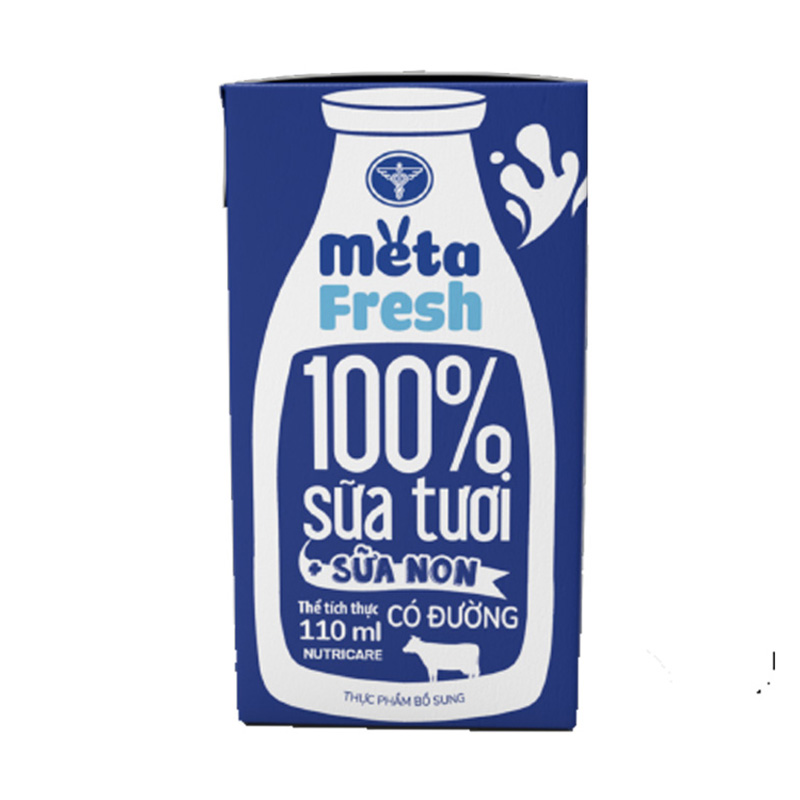 meta
Fresh
100%
sữa tươi
+ SỮA NON
Thể tích thực
110 ml
CÓ ĐƯỜNG
NUTRICARE
THỰC PHẨM BỔ SUNG